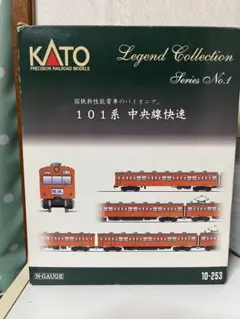 KATO
PRECISION RAILROAD MODELS
Legend Collection
Series No.1
国鉄新性能電車のパイオニア。
101系 中央線快速
N-GAUGE
10-253